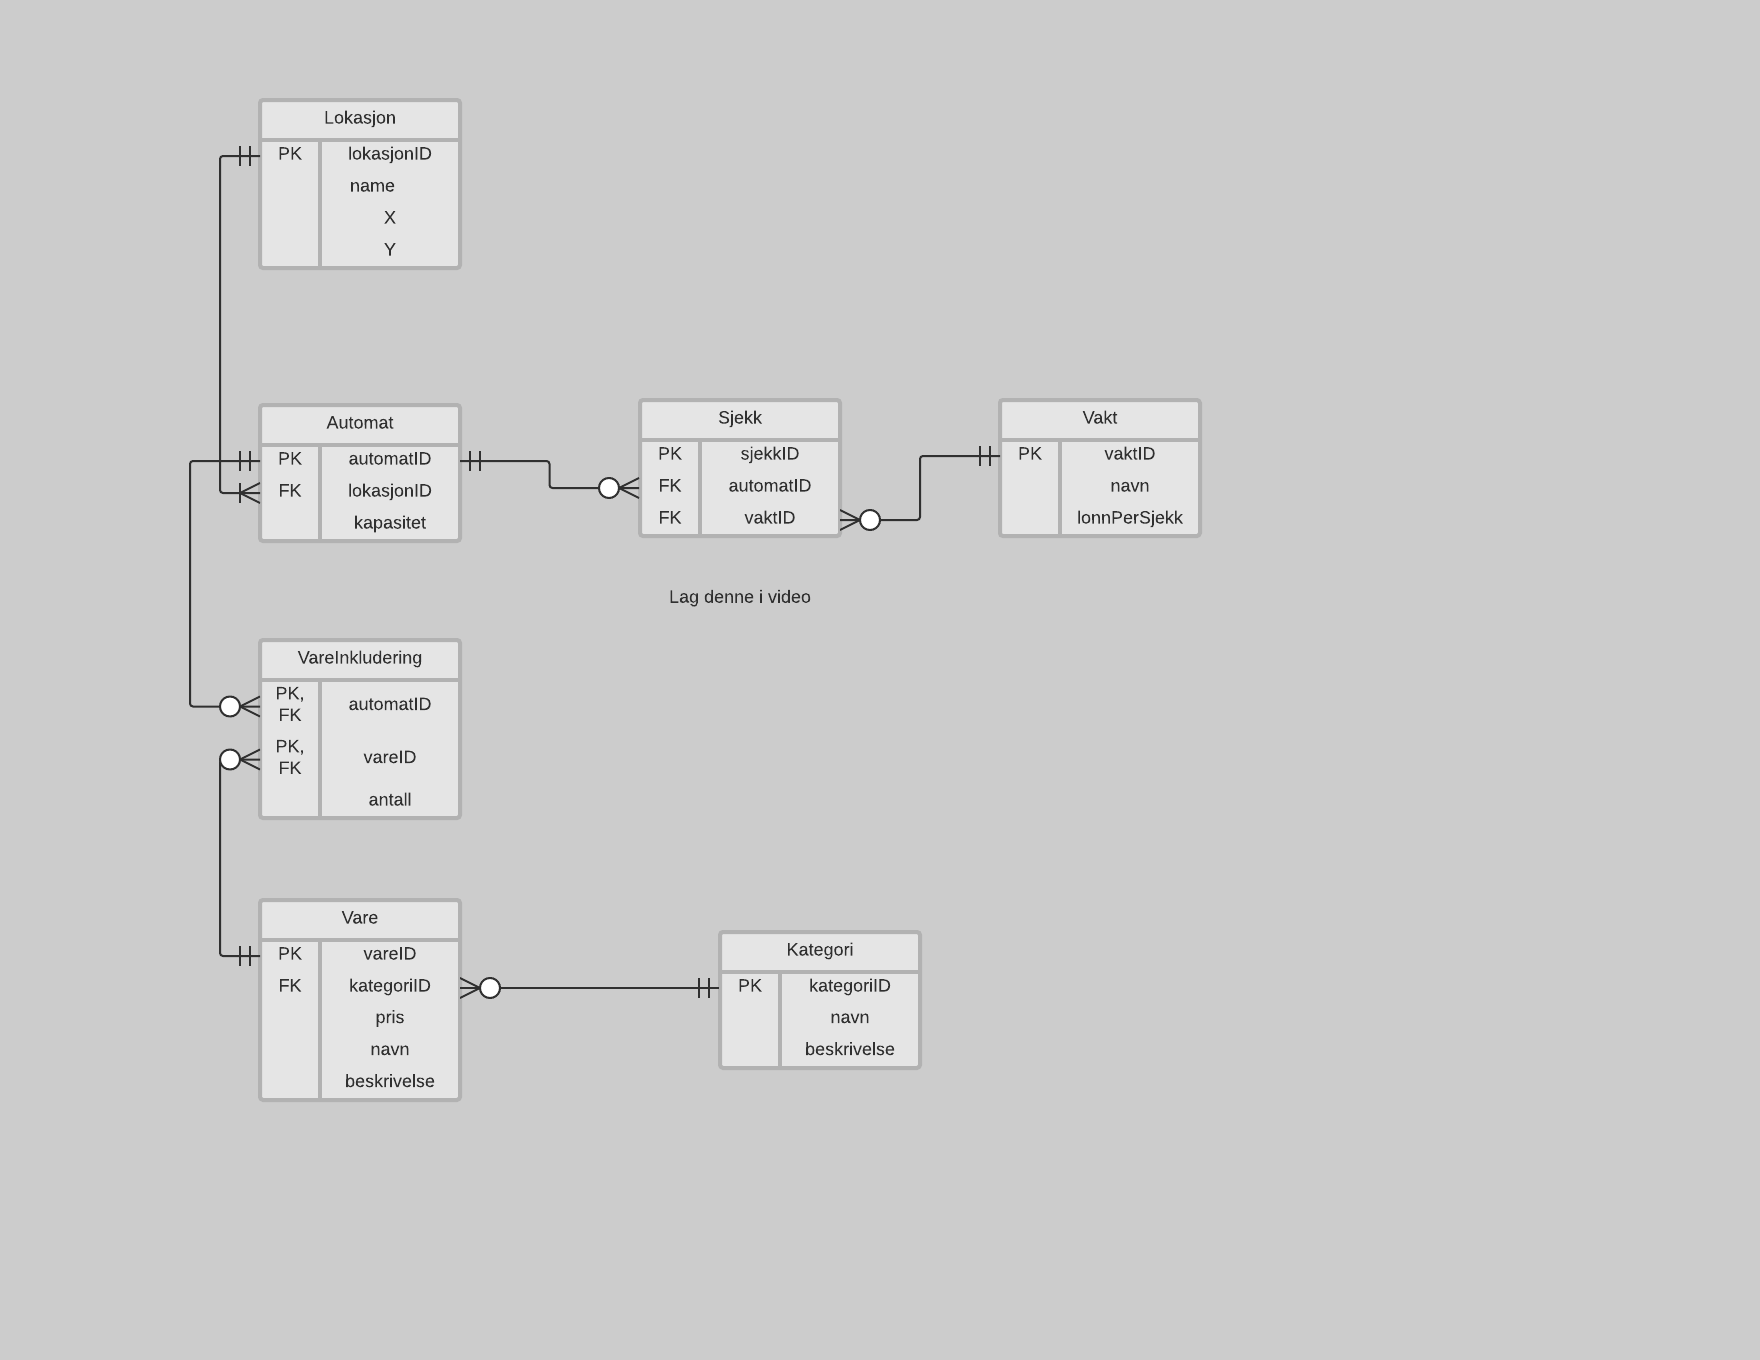 Lokasjon
PK lokasjonID
name
X
Y
Automat
PK automatID
FK lokasjonID
kapasitet
Sjekk
PK sjekkID
FK automatID
FK vaktID
Vakt
PK vaktID
navn
lonnPerSjekk
Lag denne i video
VareInkludering
PK,
FK
automatID
PK,
FK
vareID
antall
Vare
PK vareID
FK kategoriID
pris
navn
beskrivelse
Kategori
PK kategoriID
navn
beskrivelse